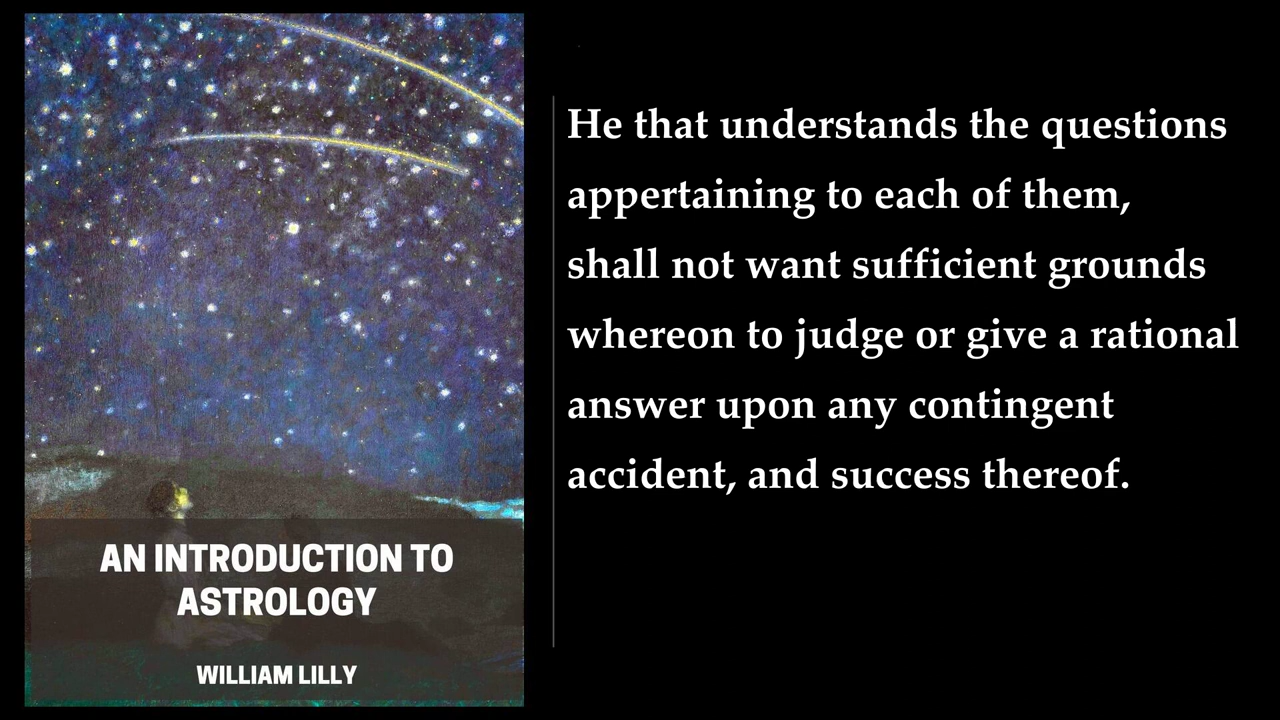 AN INTRODUCTION TO
ASTROLOGY
WILLIAM LILLY
He that understands the questions
appertaining to each of them,
shall not want sufficient grounds
whereon to judge or give a rational
answer upon any contingent
accident, and success thereof.